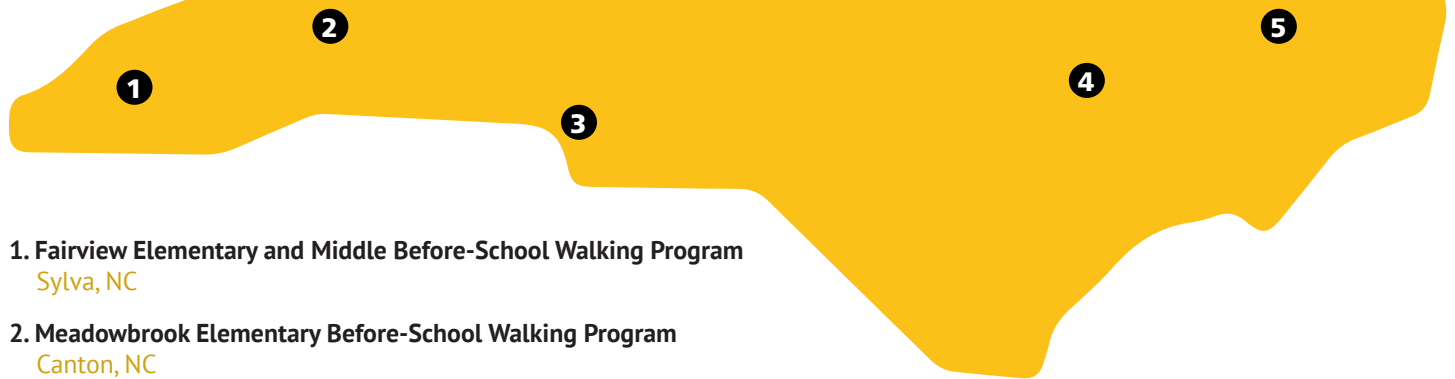 2
5
1
4
3
1. Fairview Elementary and Middle Before-School Walking Program
Sylva, NC
2. Meadowbrook Elementary Before-School Walking Program
Canton, NC